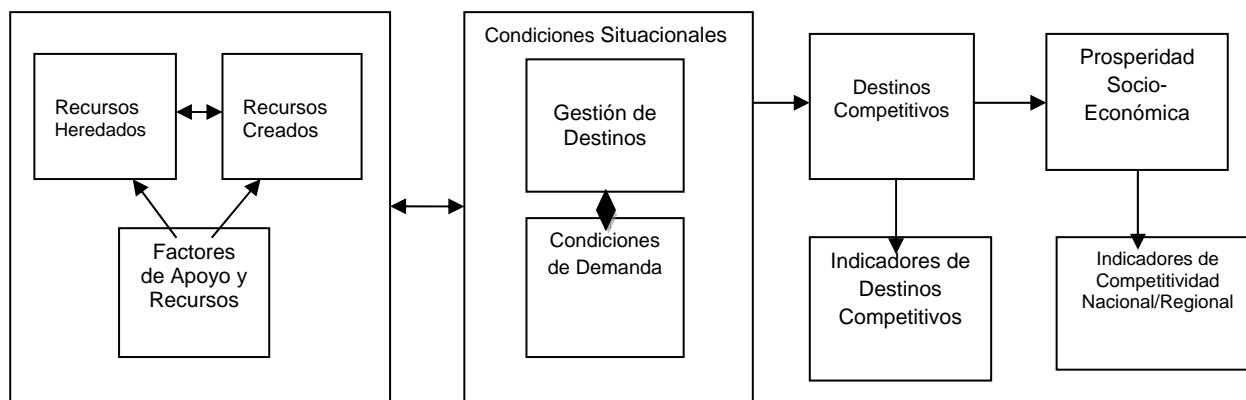 Recursos
Heredados
Recursos
Creados
Factores
de Apoyo y
Recursos
Condiciones Situacionales
Gestión de
Destinos
Condiciones
de Demanda
Destinos
Competitivos
Indicadores de
Destinos
Competitivos
Prosperidad
Socio-
Económica
Indicadores de
Competitividad
Nacional/Regional